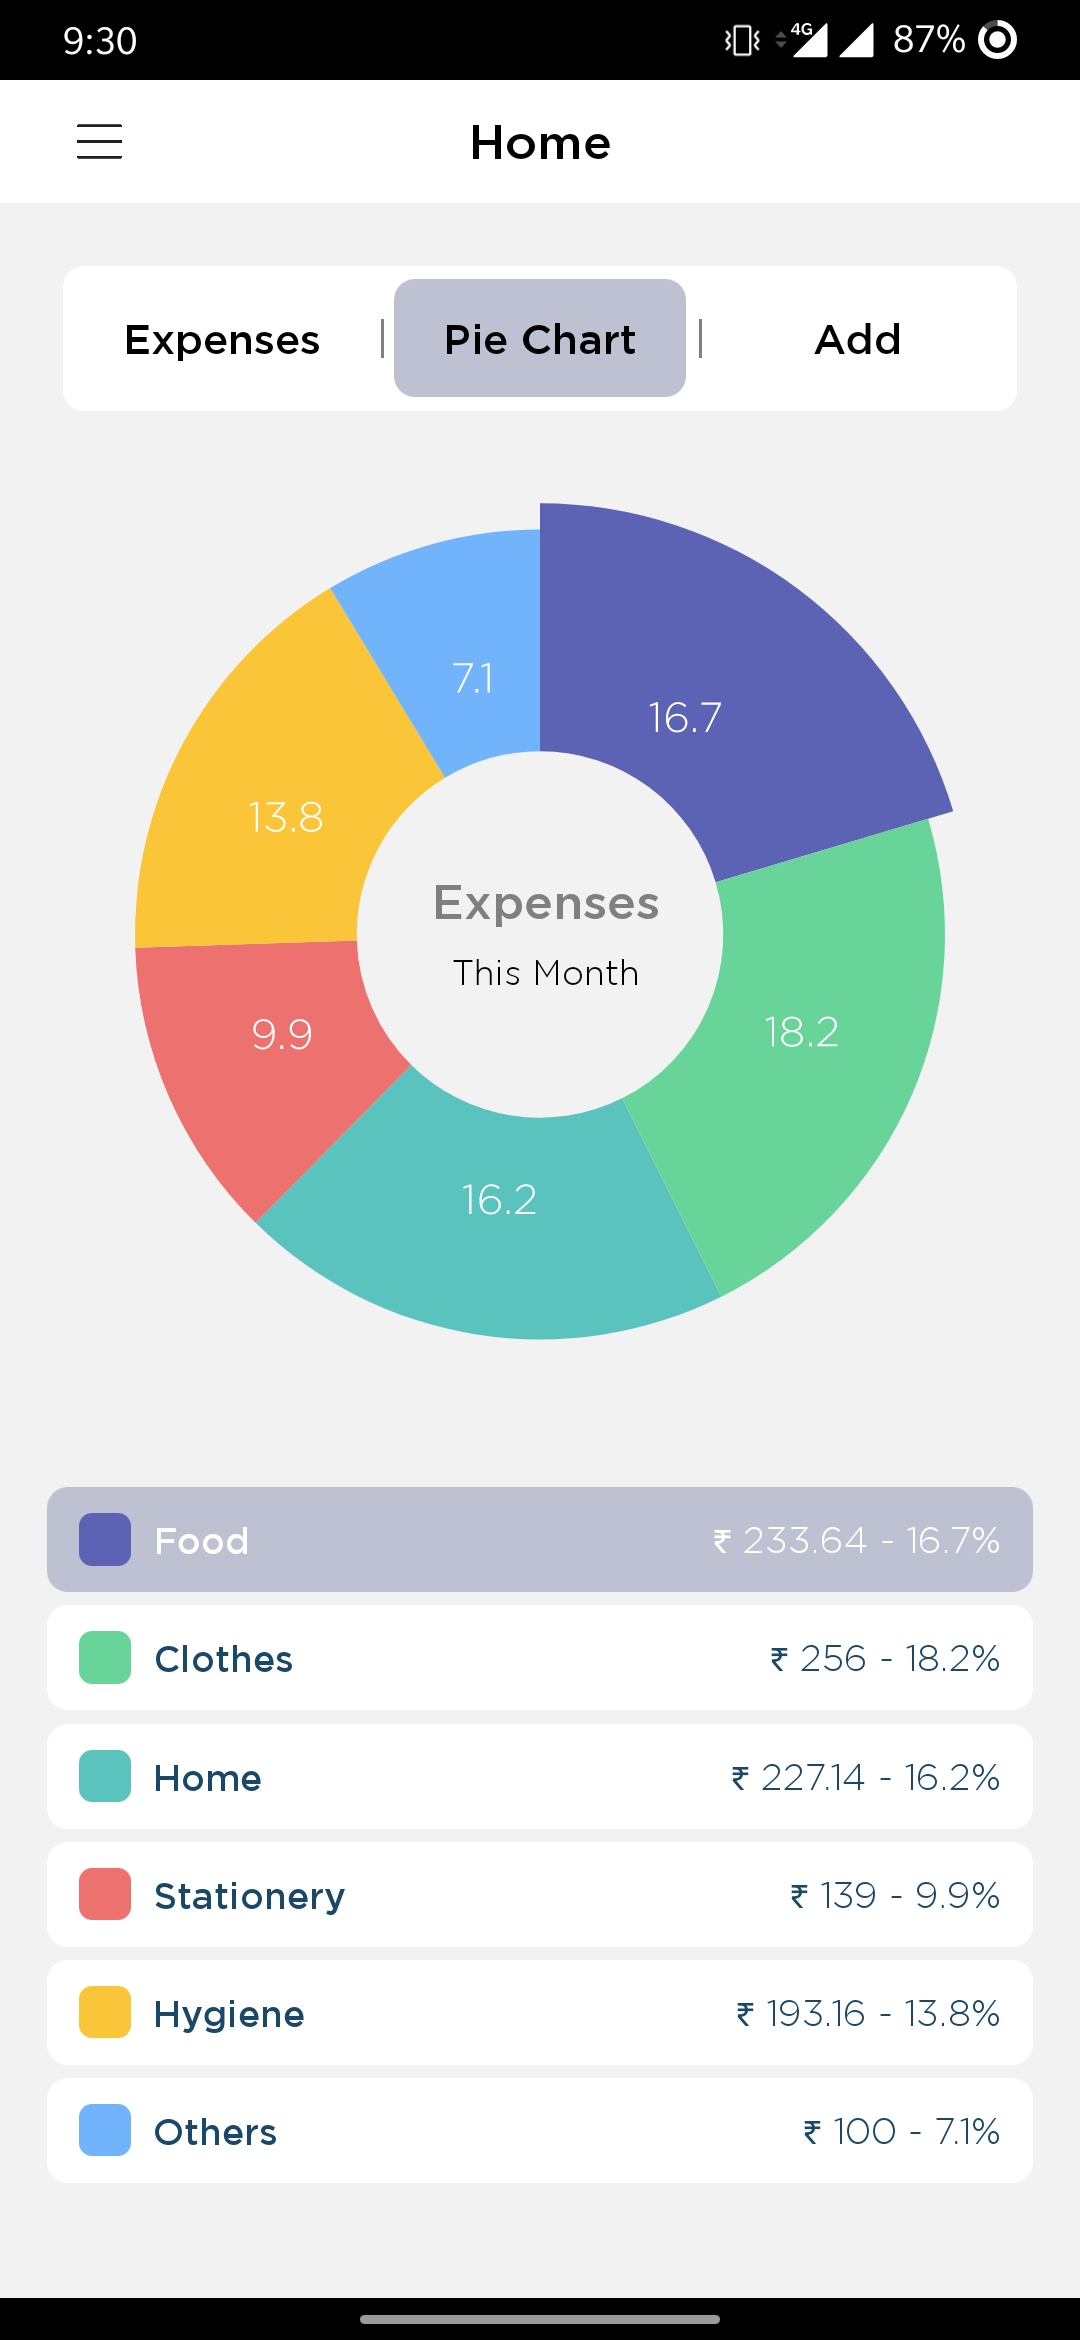 9:30 4G 87%
Home
Expenses | Pie Chart | Add
7.1
16.7
13.8
Expenses
This Month
9.9
18.2
16.2
Food ₹ 233.64 - 16.7%
Clothes ₹ 256 - 18.2%
Home ₹ 227.14 - 16.2%
Stationery ₹ 139 - 9.9%
Hygiene ₹ 193.16 - 13.8%
Others ₹ 100 - 7.1%